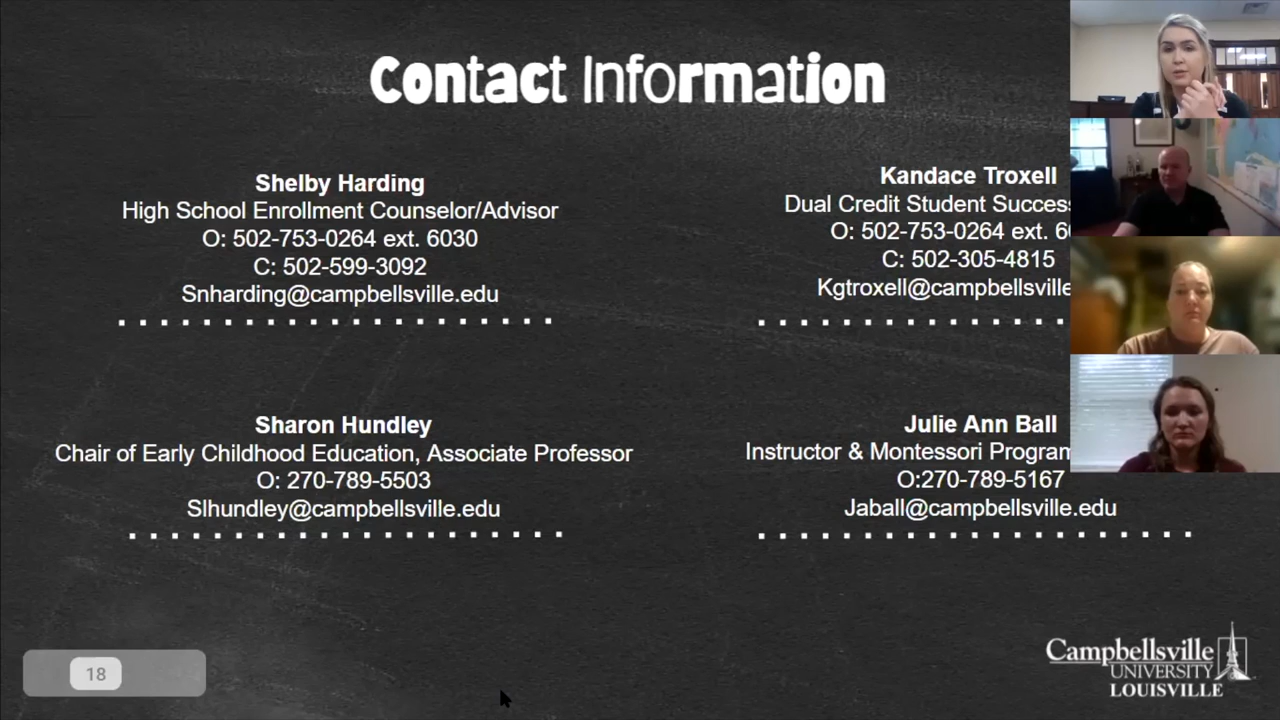 Contact Information
Shelby Harding
High School Enrollment Counselor/Advisor
O: 502-753-0264 ext. 6030
C: 502-599-3092
Snharding@campbellsville.edu
Kandace Troxell
Dual Credit Student Success
O: 502-753-0264 ext.
C: 502-305-4815
Kgtroxell@campbellsville
Sharon Hundley
Chair of Early Childhood Education, Associate Professor
O: 270-789-5503
Slhundley@campbellsville.edu
Julie Ann Ball
Instructor & Montessori Program
O:270-789-5167
Jaball@campbellsville.edu
18
Campbellsville
UNIVERSITY
LOUISVILLE